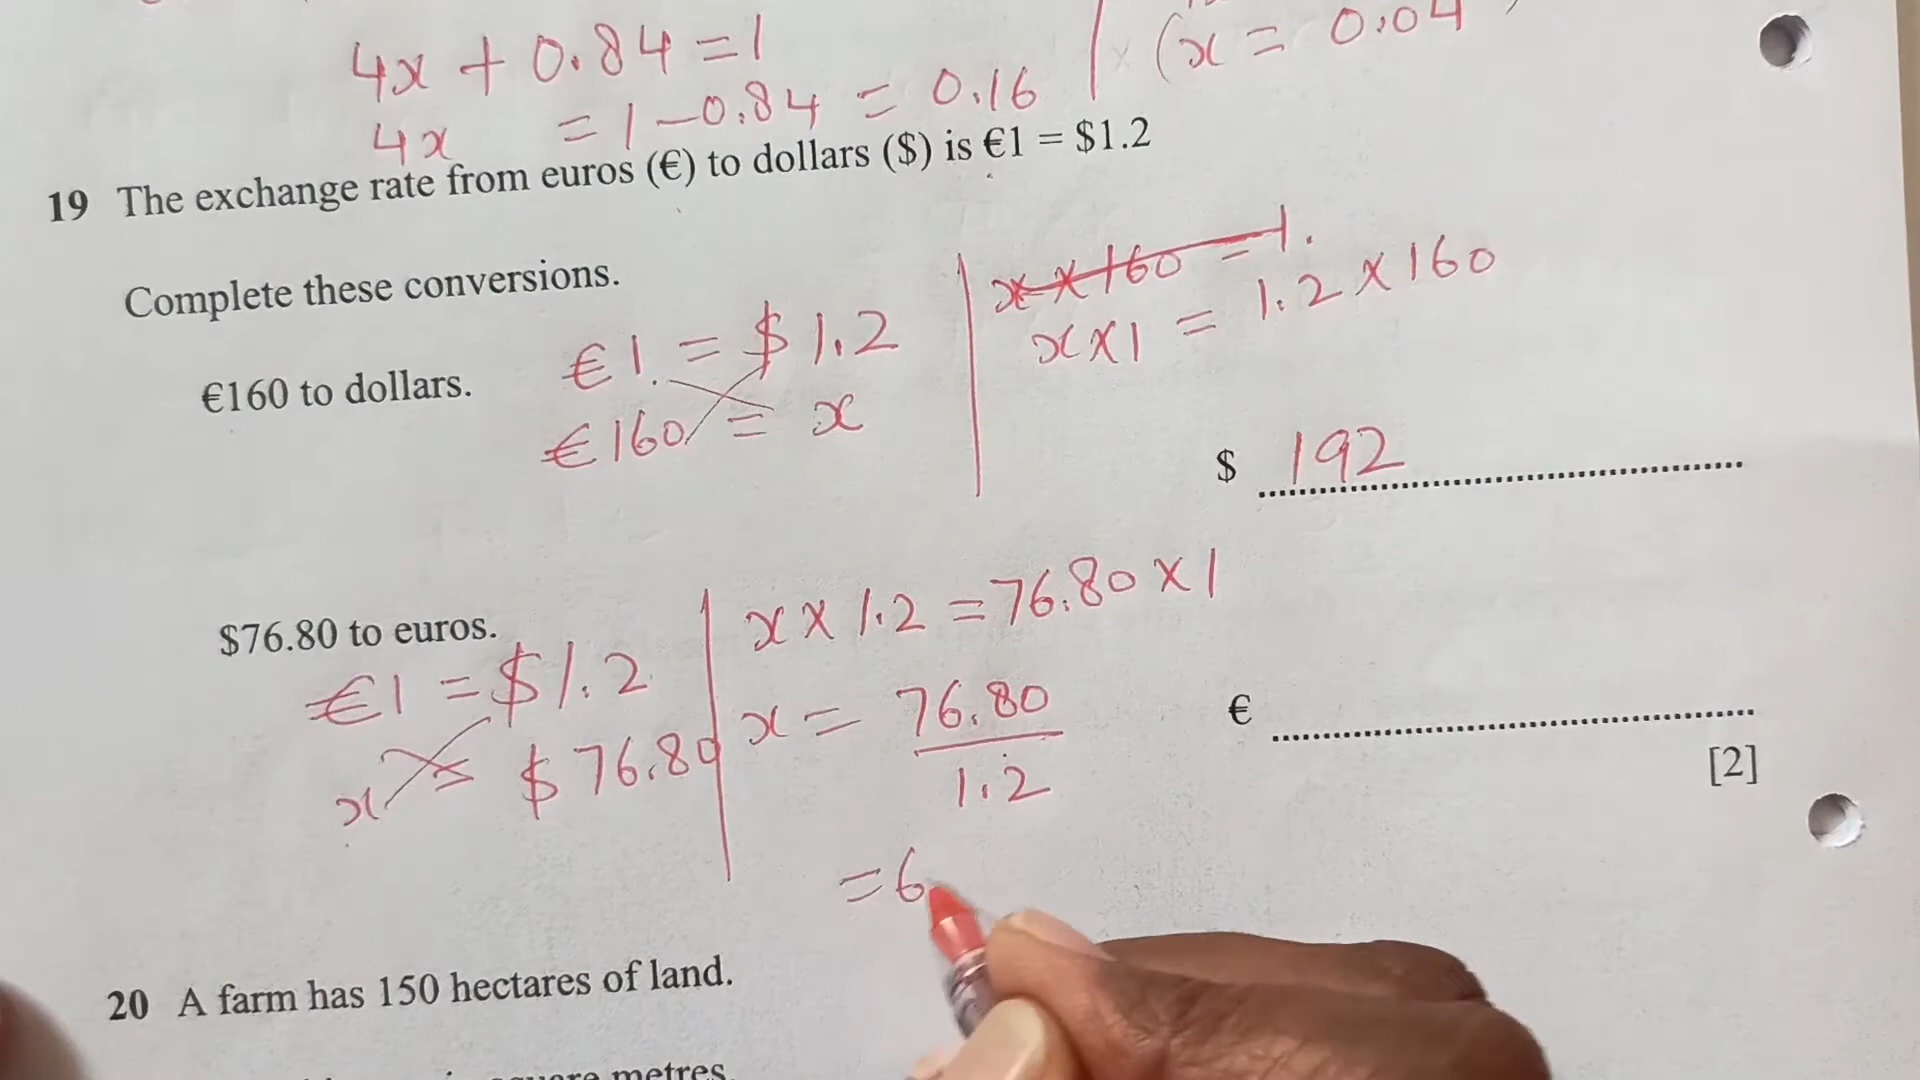 4x + 0.84 = 1
4x = 1 - 0.84 = 0.16
(x = 0.04
19 The exchange rate from euros (€) to dollars ($) is €1 = $1.2
Complete these conversions.
€160 to dollars.
€1 = $1.2
€160 = x
x × 160 = 1.
x × 1 = 1.2 × 160
$ 192
$76.80 to euros.
€1 = $1.2
x = $76.80
x × 1.2 = 76.80 × 1
x = 76.80
1.2
= 6
€
[2]
20 A farm has 150 hectares of land.
square metres.